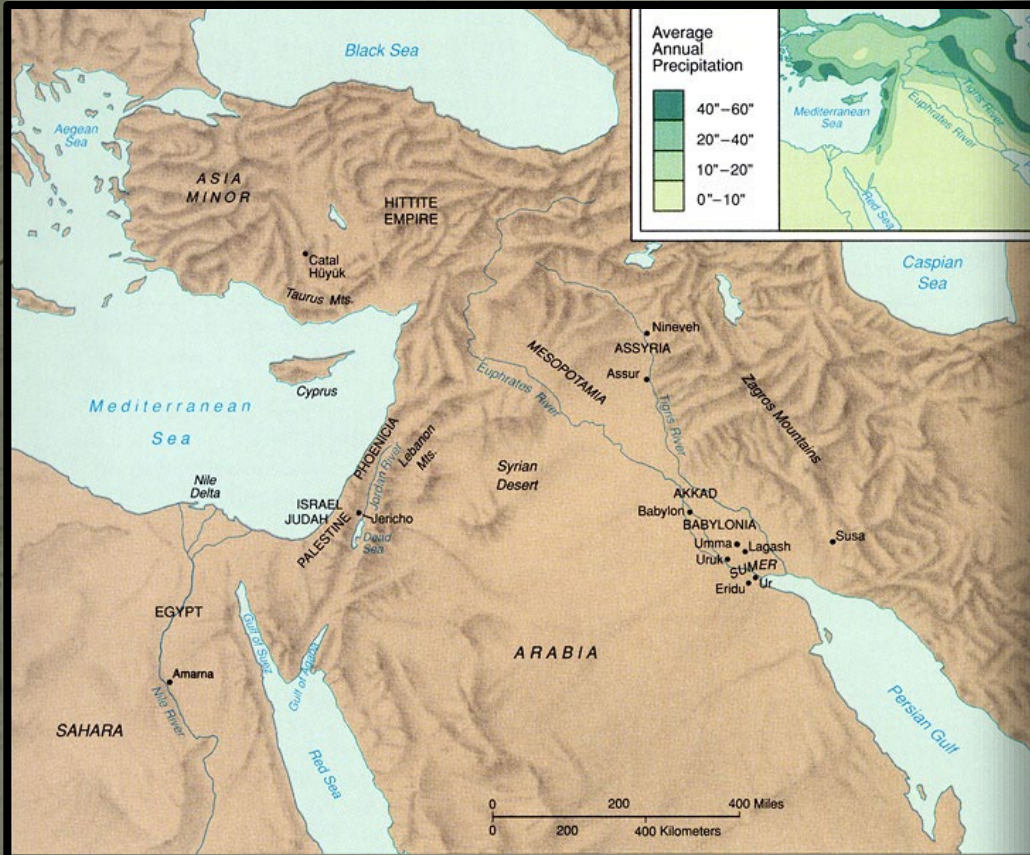 Black Sea
Average
Annual
Precipitation
40"–60"
20"–40"
10"–20"
0"–10"
Mediterranean
Sea
Tigris River
Euphrates River
Red Sea
Aegean
Sea
ASIA
MINOR
HITTITE
EMPIRE
Catal
Hüyük
Taurus Mts.
Caspian
Sea
Nineveh
ASSYRIA
Assur
MESOPOTAMIA
Euphrates River
Tigris River
Zagros Mountains
Cyprus
Mediterranean
Sea
PHOENICIA
Jordan River
Lebanon
Mts.
Syrian
Desert
Nile
Delta
ISRAEL
JUDAH
PALESTINE
Jericho
Dead
Sea
AKKAD
Babylon
BABYLONIA
Umma
Lagash
Uruk
SUMER
Ur
Eridu
Susa
EGYPT
Gulf of Suez
Gulf of Aqaba
Amarna
Nile River
SAHARA
Red Sea
ARABIA
Persian Gulf
0 200 400 Miles
0 200 400 Kilometers